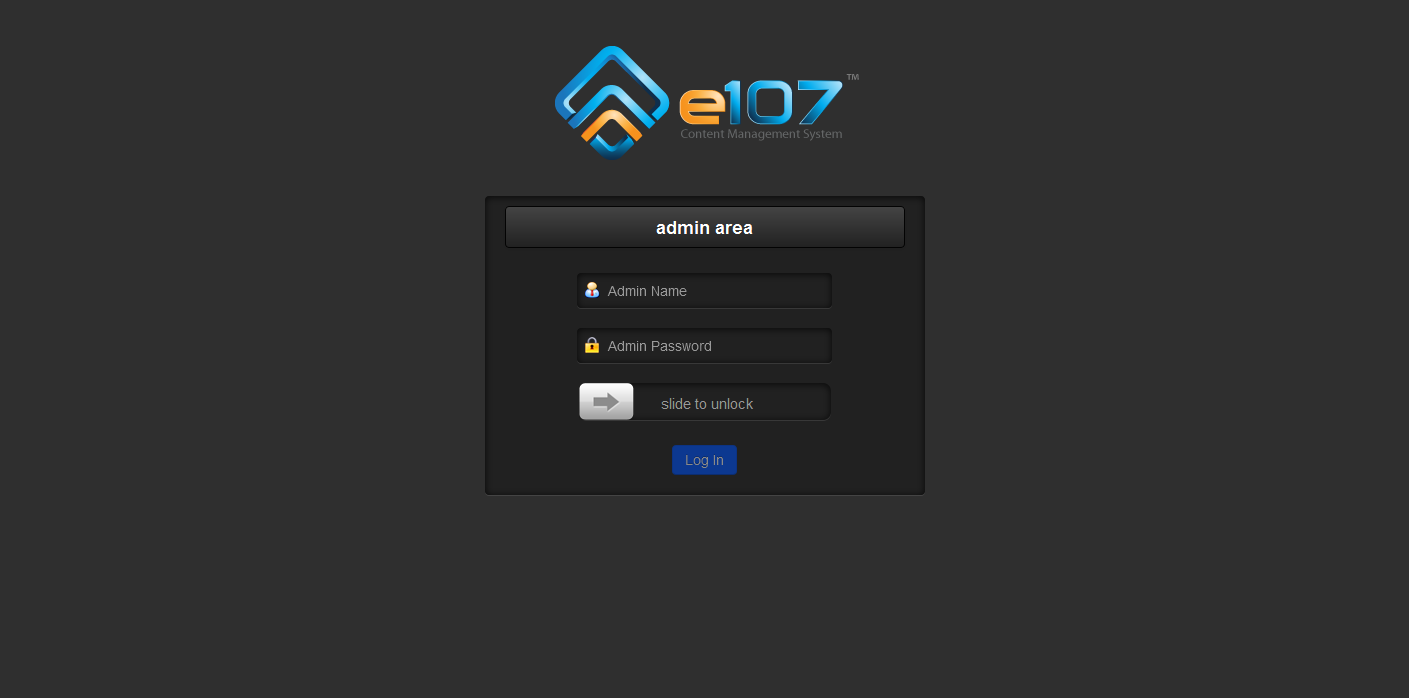 e107™
Content Management System
admin area
Admin Name
Admin Password
slide to unlock
Log In